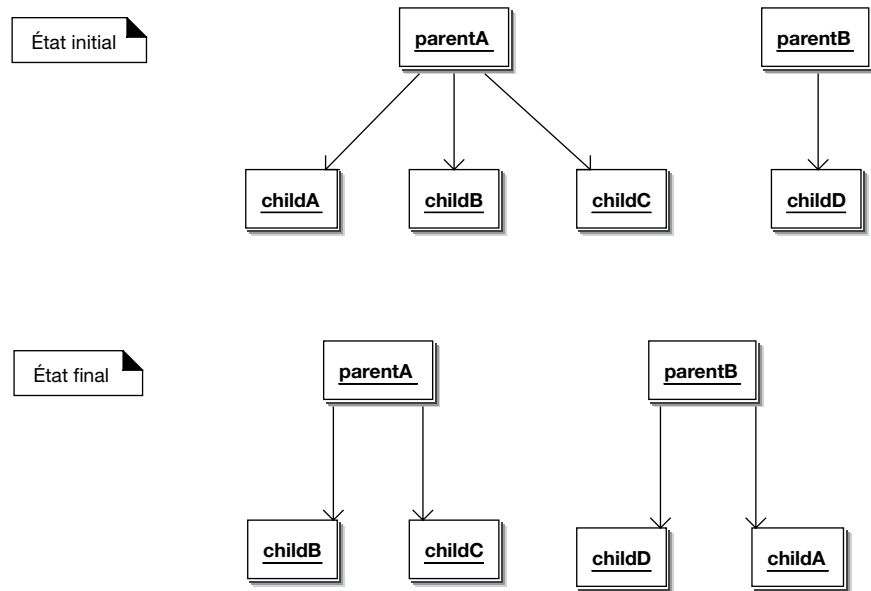 État initial
parentA
parentB
childA
childB
childC
childD
État final
parentA
parentB
childB
childC
childD
childA